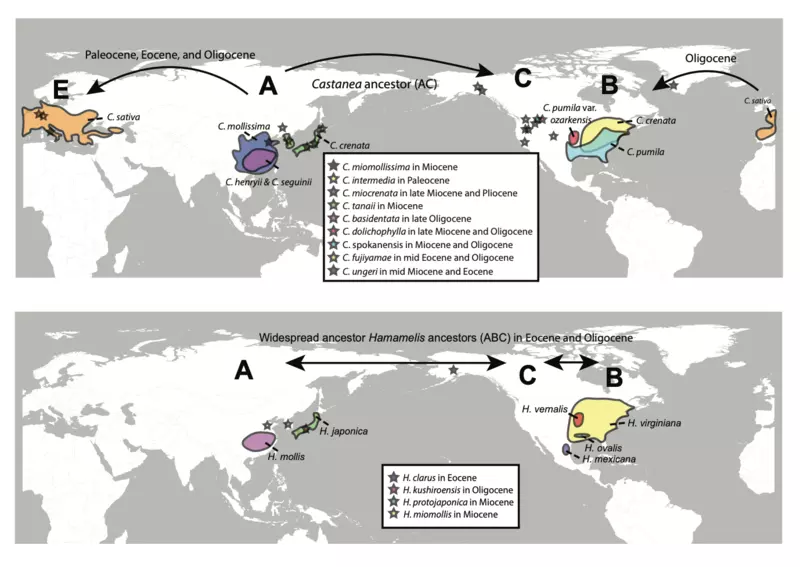 Paleocene, Eocene, and Oligocene
Oligocene
E
A
Castanea ancestor (AC)
C
B
C. sativa
C. mollissima
C. crenata
C. henryii & C. seguinii
C. pumila var.
ozarkensis
C. crenata
C. pumila
C. sativa
C. miomollissima in Miocene
C. intermedia in Paleocene
C. miocrenata in late Miocene and Pliocene
C. tanaii in Miocene
C. basidentata in late Oligocene
C. dolichophylla in late Miocene and Oligocene
C. spokanensis in Miocene and Oligocene
C. fujiyamae in mid Eocene and Oligocene
C. ungeri in mid Miocene and Eocene
Widespread ancestor Hamamelis ancestors (ABC) in Eocene and Oligocene
A
C
B
H. vernalis
H. virginiana
H. japonica
H. mollis
H. ovalis
H. mexicana
H. clarus in Eocene
H. kushiroensis in Oligocene
H. protojaponica in Miocene
H. miomollis in Miocene